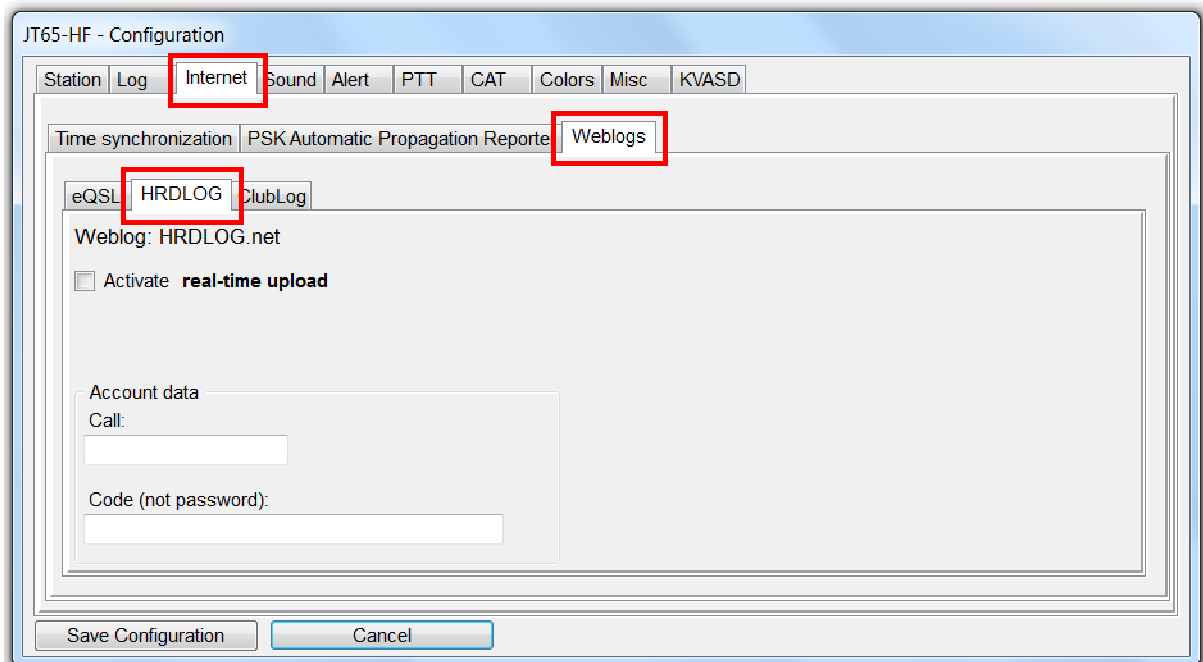 JT65-HF - Configuration
Station Log Internet Sound Alert PTT CAT Colors Misc KVASD
Time synchronization PSK Automatic Propagation Reporte Weblogs
eQSL HRDLOG ClubLog
Weblog: HRDLOG.net
Activate real-time upload
Account data
Call:
Code (not password):
Save Configuration Cancel